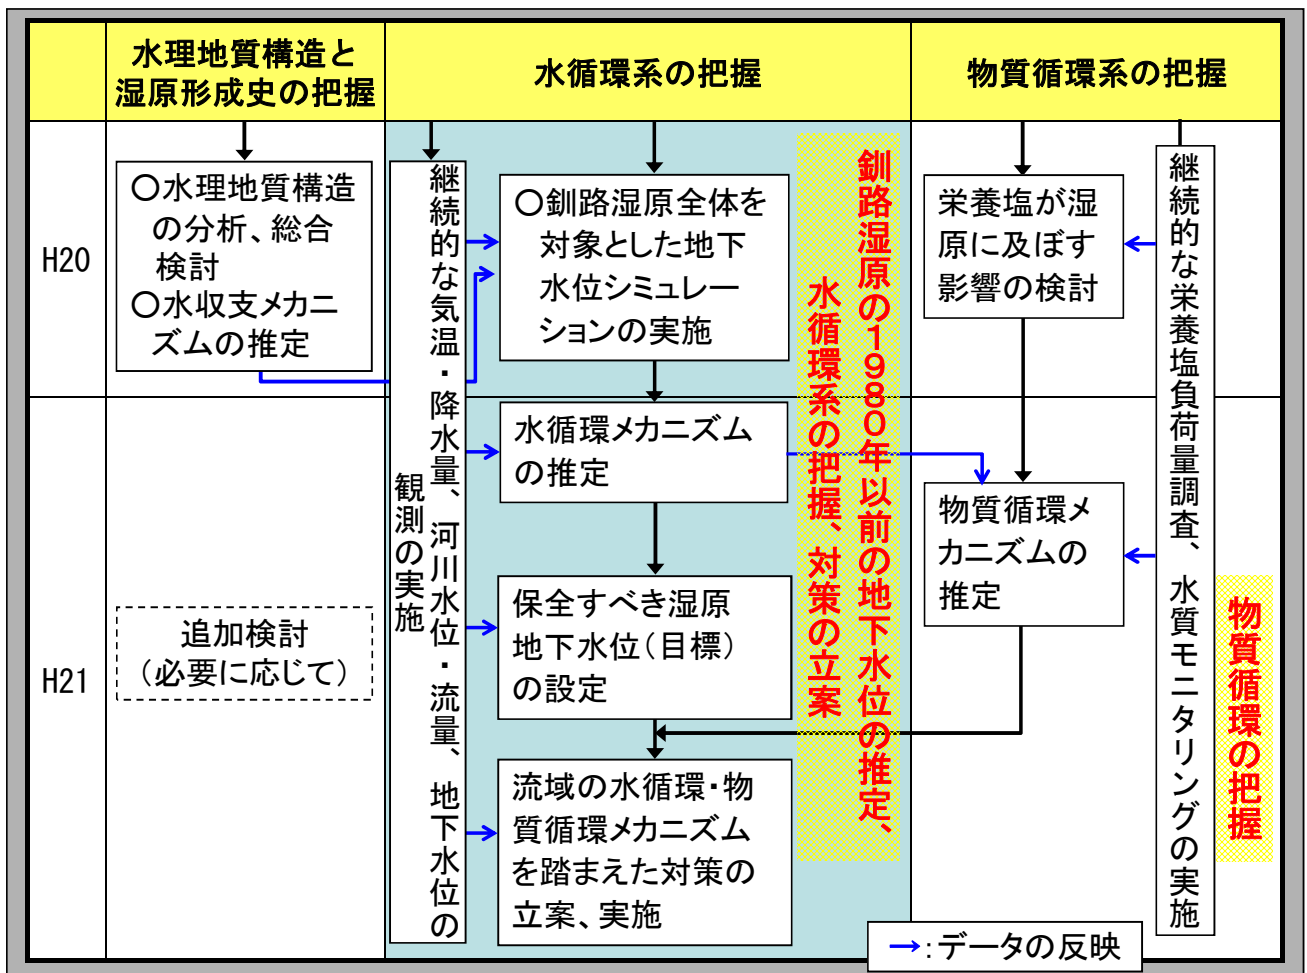 水理地質構造と
湿原形成史の把握
水循環系の把握
物質循環系の把握
H20
〇水理地質構造
の分析、総合
検討
〇水収支メカニ
ズムの推定
継続的な気温・降水量、河川水位・流量、地下水位の
観測の実施
〇釧路湿原全体を
対象とした地下
水位シミュレー
ションの実施
釧路湿原の1980年以前の地下水位の推定、
水循環系の把握、対策の立案
栄養塩が湿
原に及ぼす
影響の検討
継続的な栄養塩負荷量調査、水質モニタリングの実施
H21
追加検討
(必要に応じて)
水循環メカニズム
の推定
保全すべき湿原
地下水位(目標)
の設定
流域の水循環・物
質循環メカニズム
を踏まえた対策の
立案、実施
物質循環メ
カニズムの
推定
物質循環の把握
→:データの反映